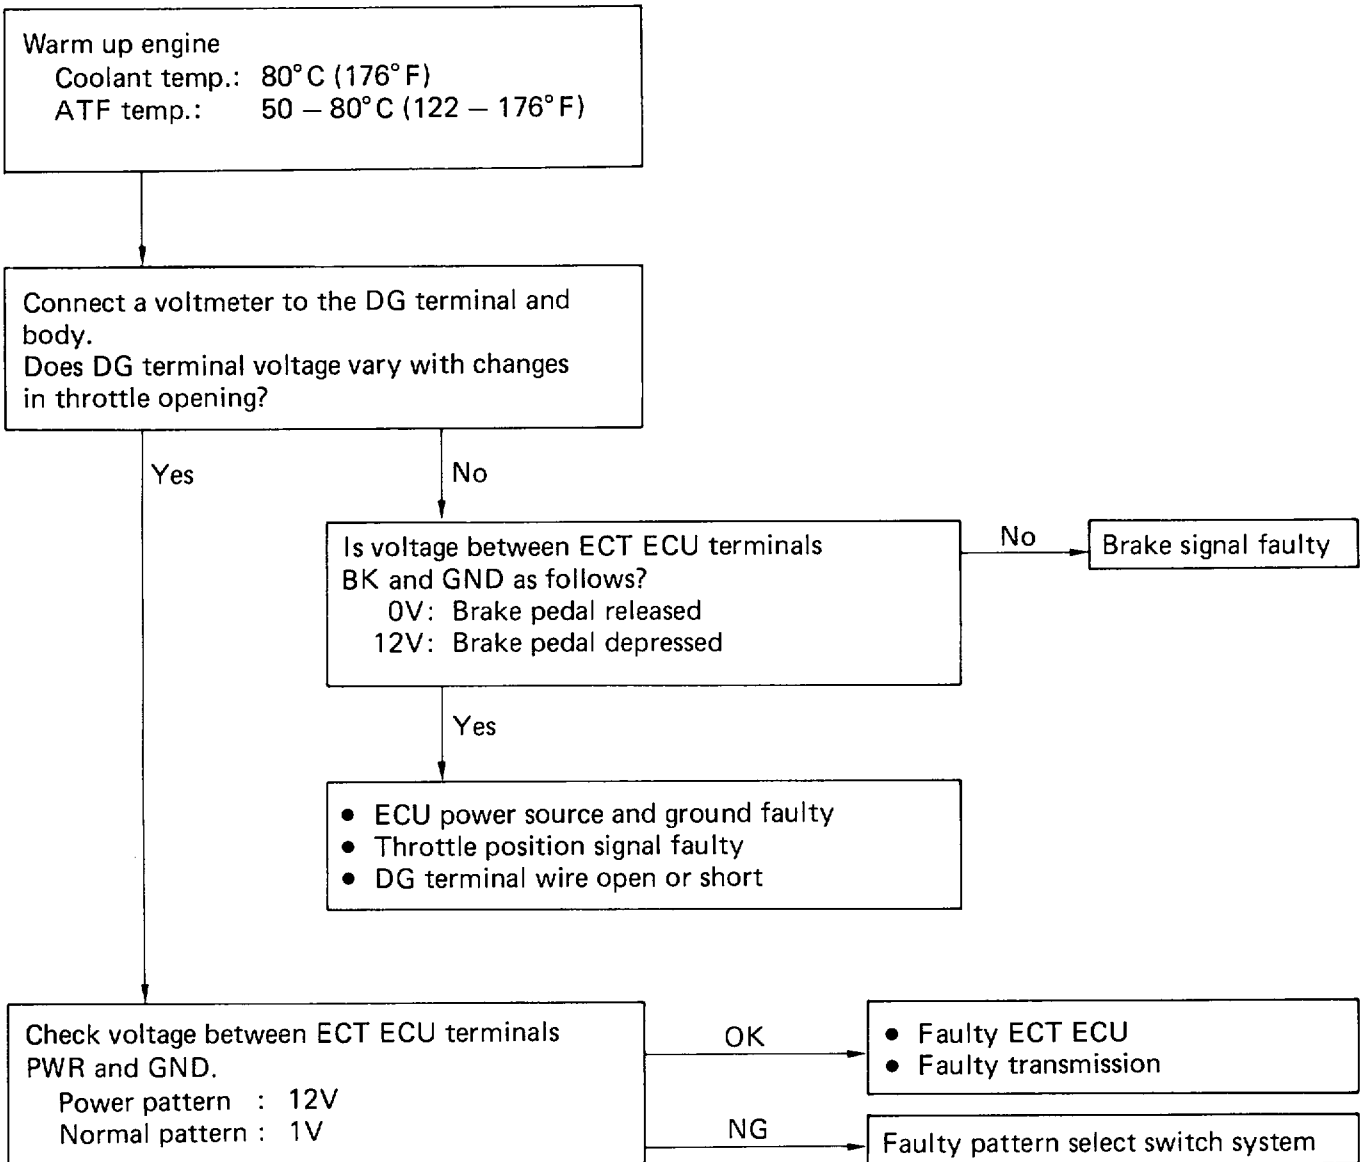 Warm up engine
Coolant temp.: 80°C (176°F)
ATF temp.: 50 – 80°C (122 – 176°F)
Connect a voltmeter to the DG terminal and
body.
Does DG terminal voltage vary with changes
in throttle opening?
Yes
No
Is voltage between ECT ECU terminals
BK and GND as follows?
0V: Brake pedal released
12V: Brake pedal depressed
No
Brake signal faulty
Yes
• ECU power source and ground faulty
• Throttle position signal faulty
• DG terminal wire open or short
Check voltage between ECT ECU terminals
PWR and GND.
Power pattern : 12V
Normal pattern : 1V
OK
• Faulty ECT ECU
• Faulty transmission
NG
Faulty pattern select switch system